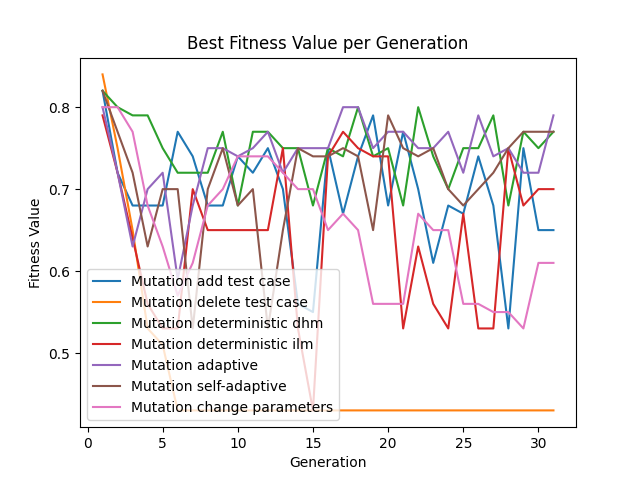 Best Fitness Value per Generation
Fitness Value
0.8
0.7
0.6
0.5
Mutation add test case
Mutation delete test case
Mutation deterministic dhm
Mutation deterministic ilm
Mutation adaptive
Mutation self-adaptive
Mutation change parameters
0 5 10 15 20 25 30
Generation